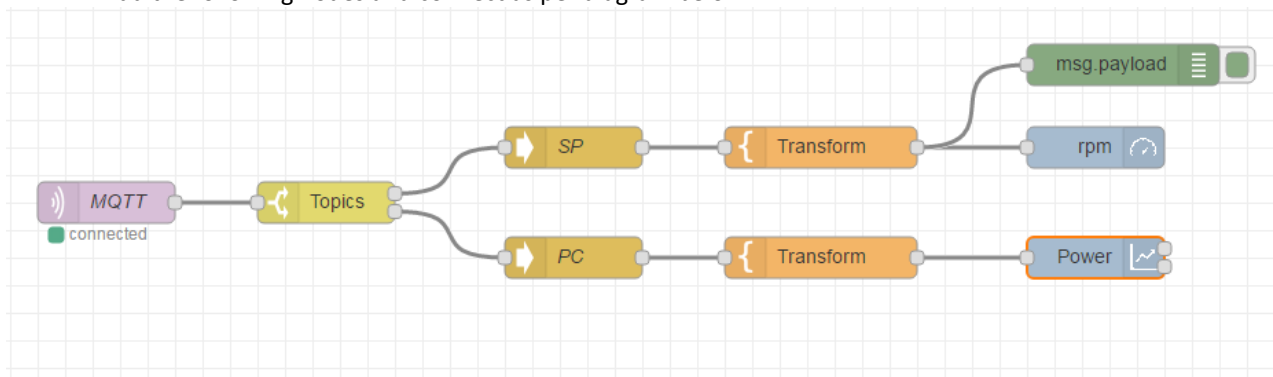 msg.payload
SP
Transform
rpm
MQTT
Topics
connected
PC
Transform
Power